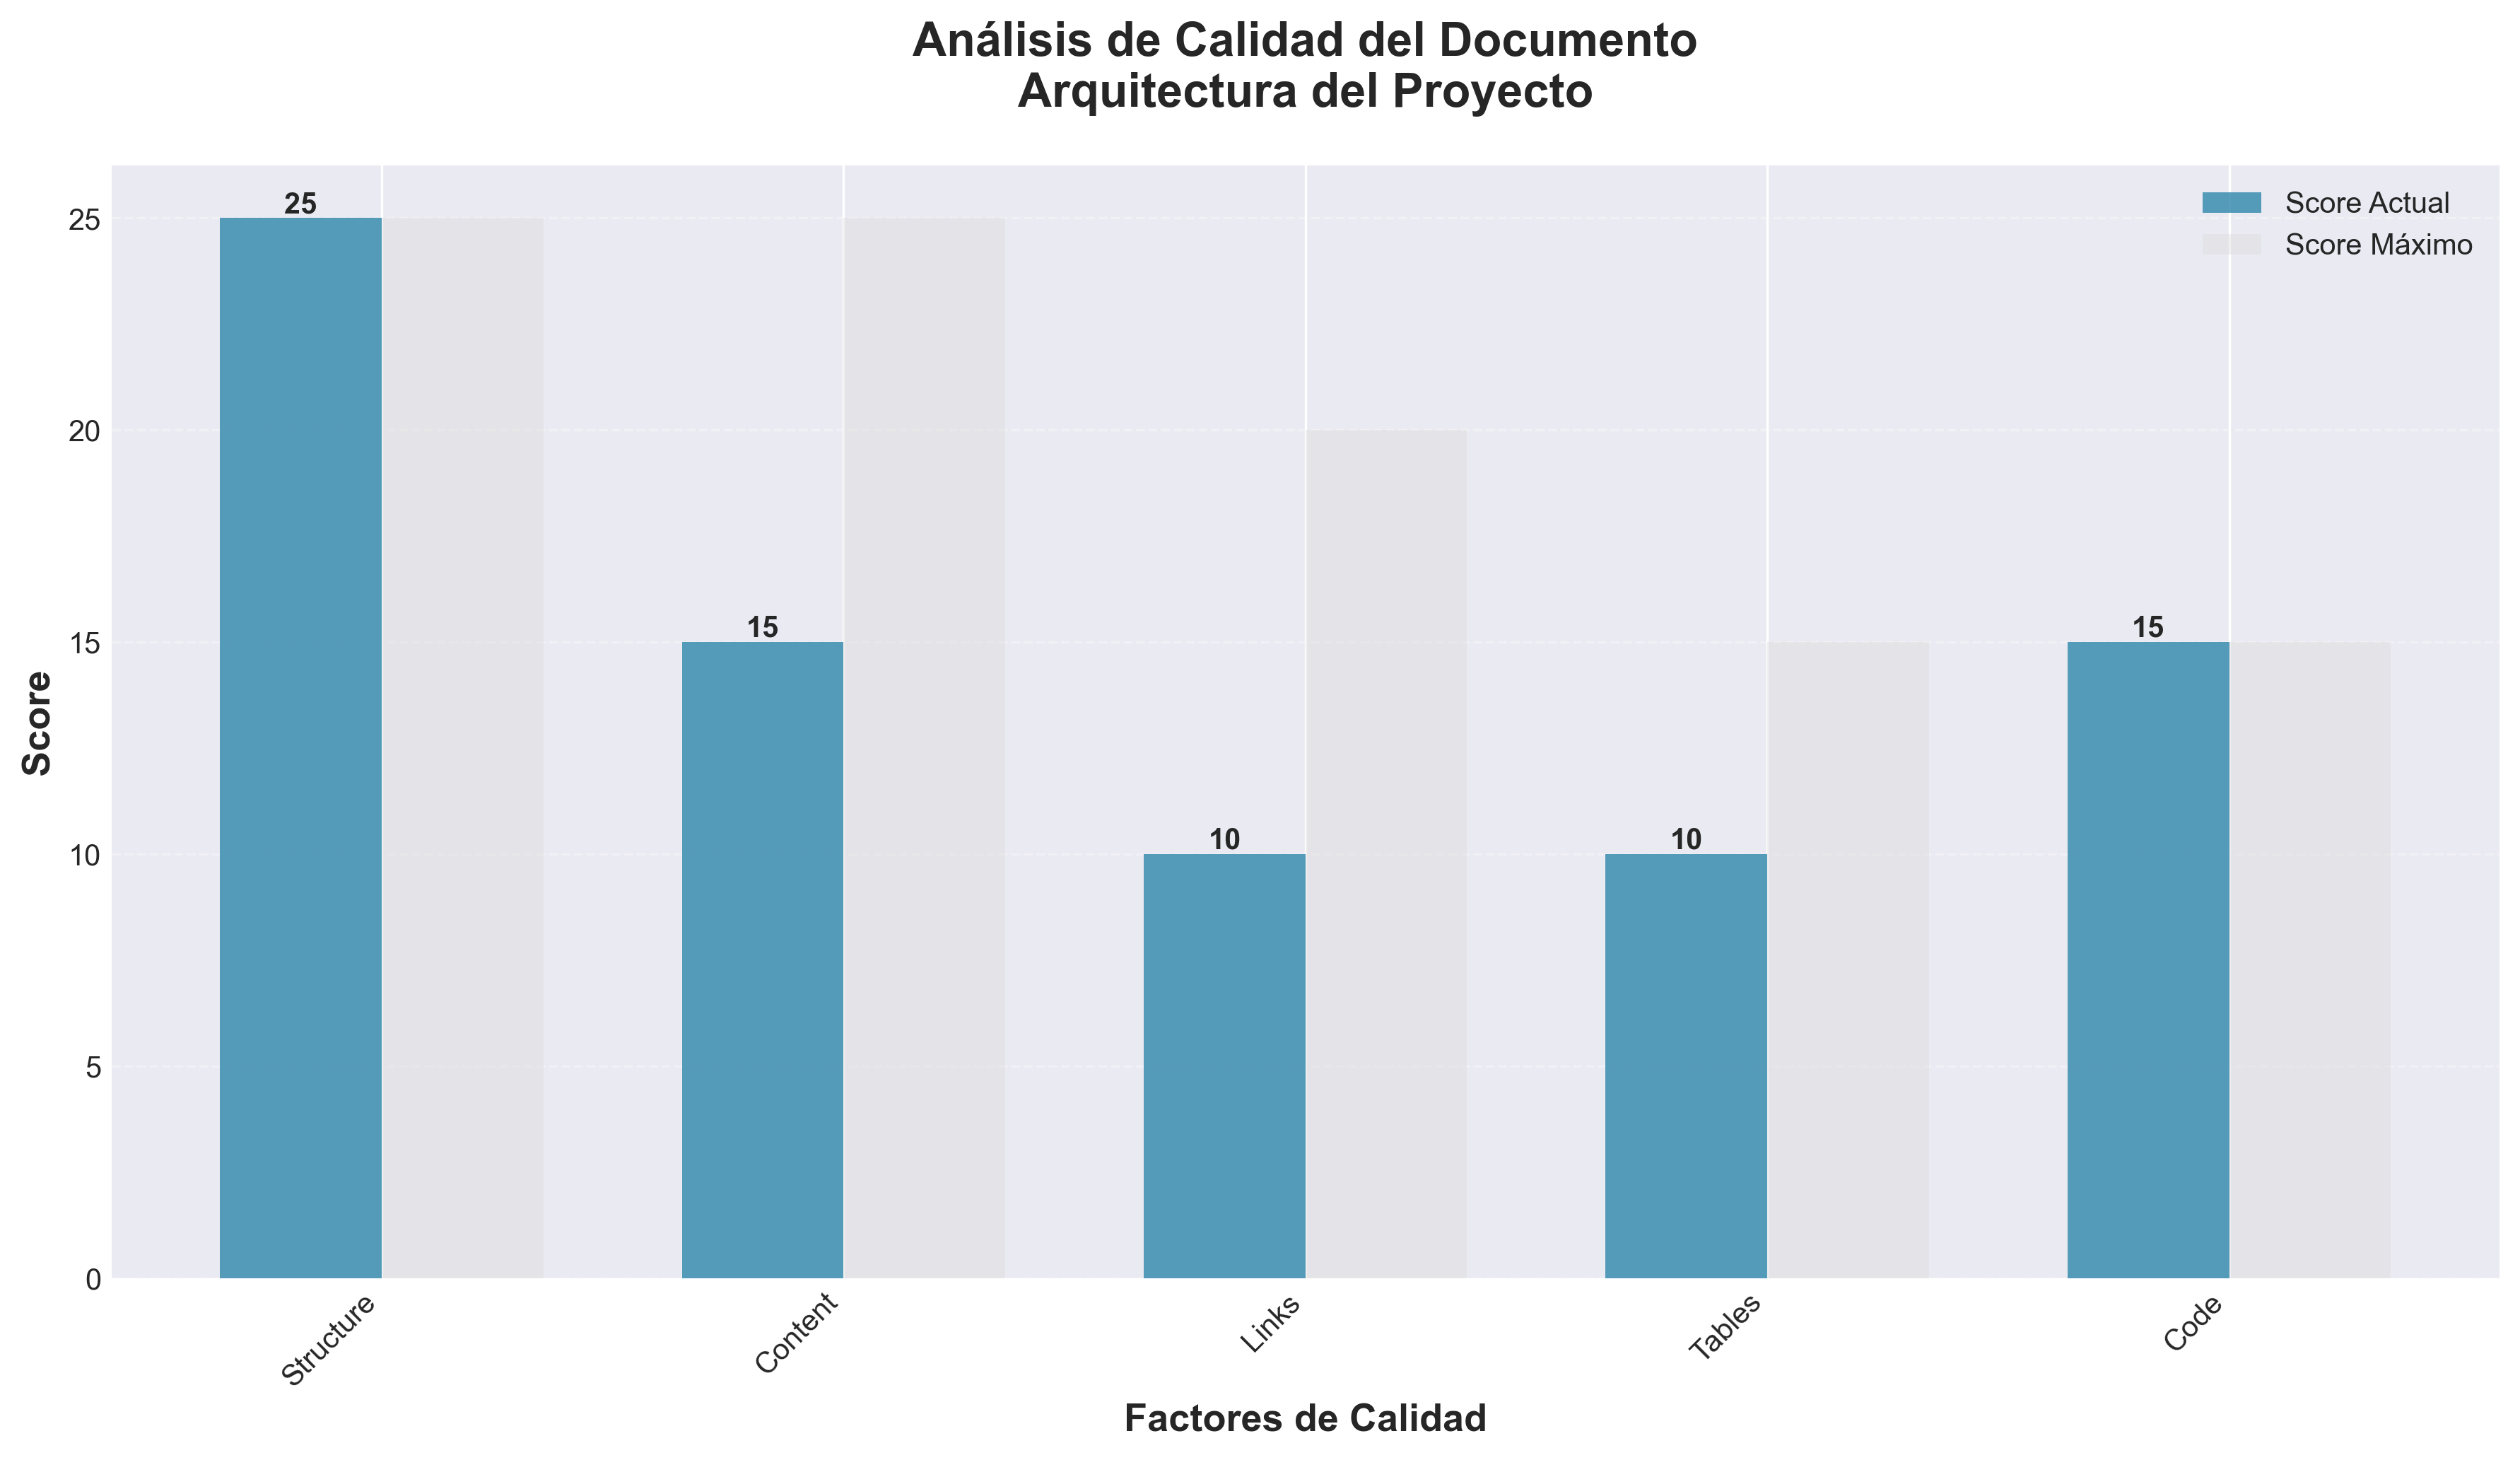 Análisis de Calidad del Documento
Arquitectura del Proyecto
Score Actual
Score Máximo
25
15
10
10
15
25
20
15
10
5
0
Score
Structure
Content
Links
Tables
Code
Factores de Calidad